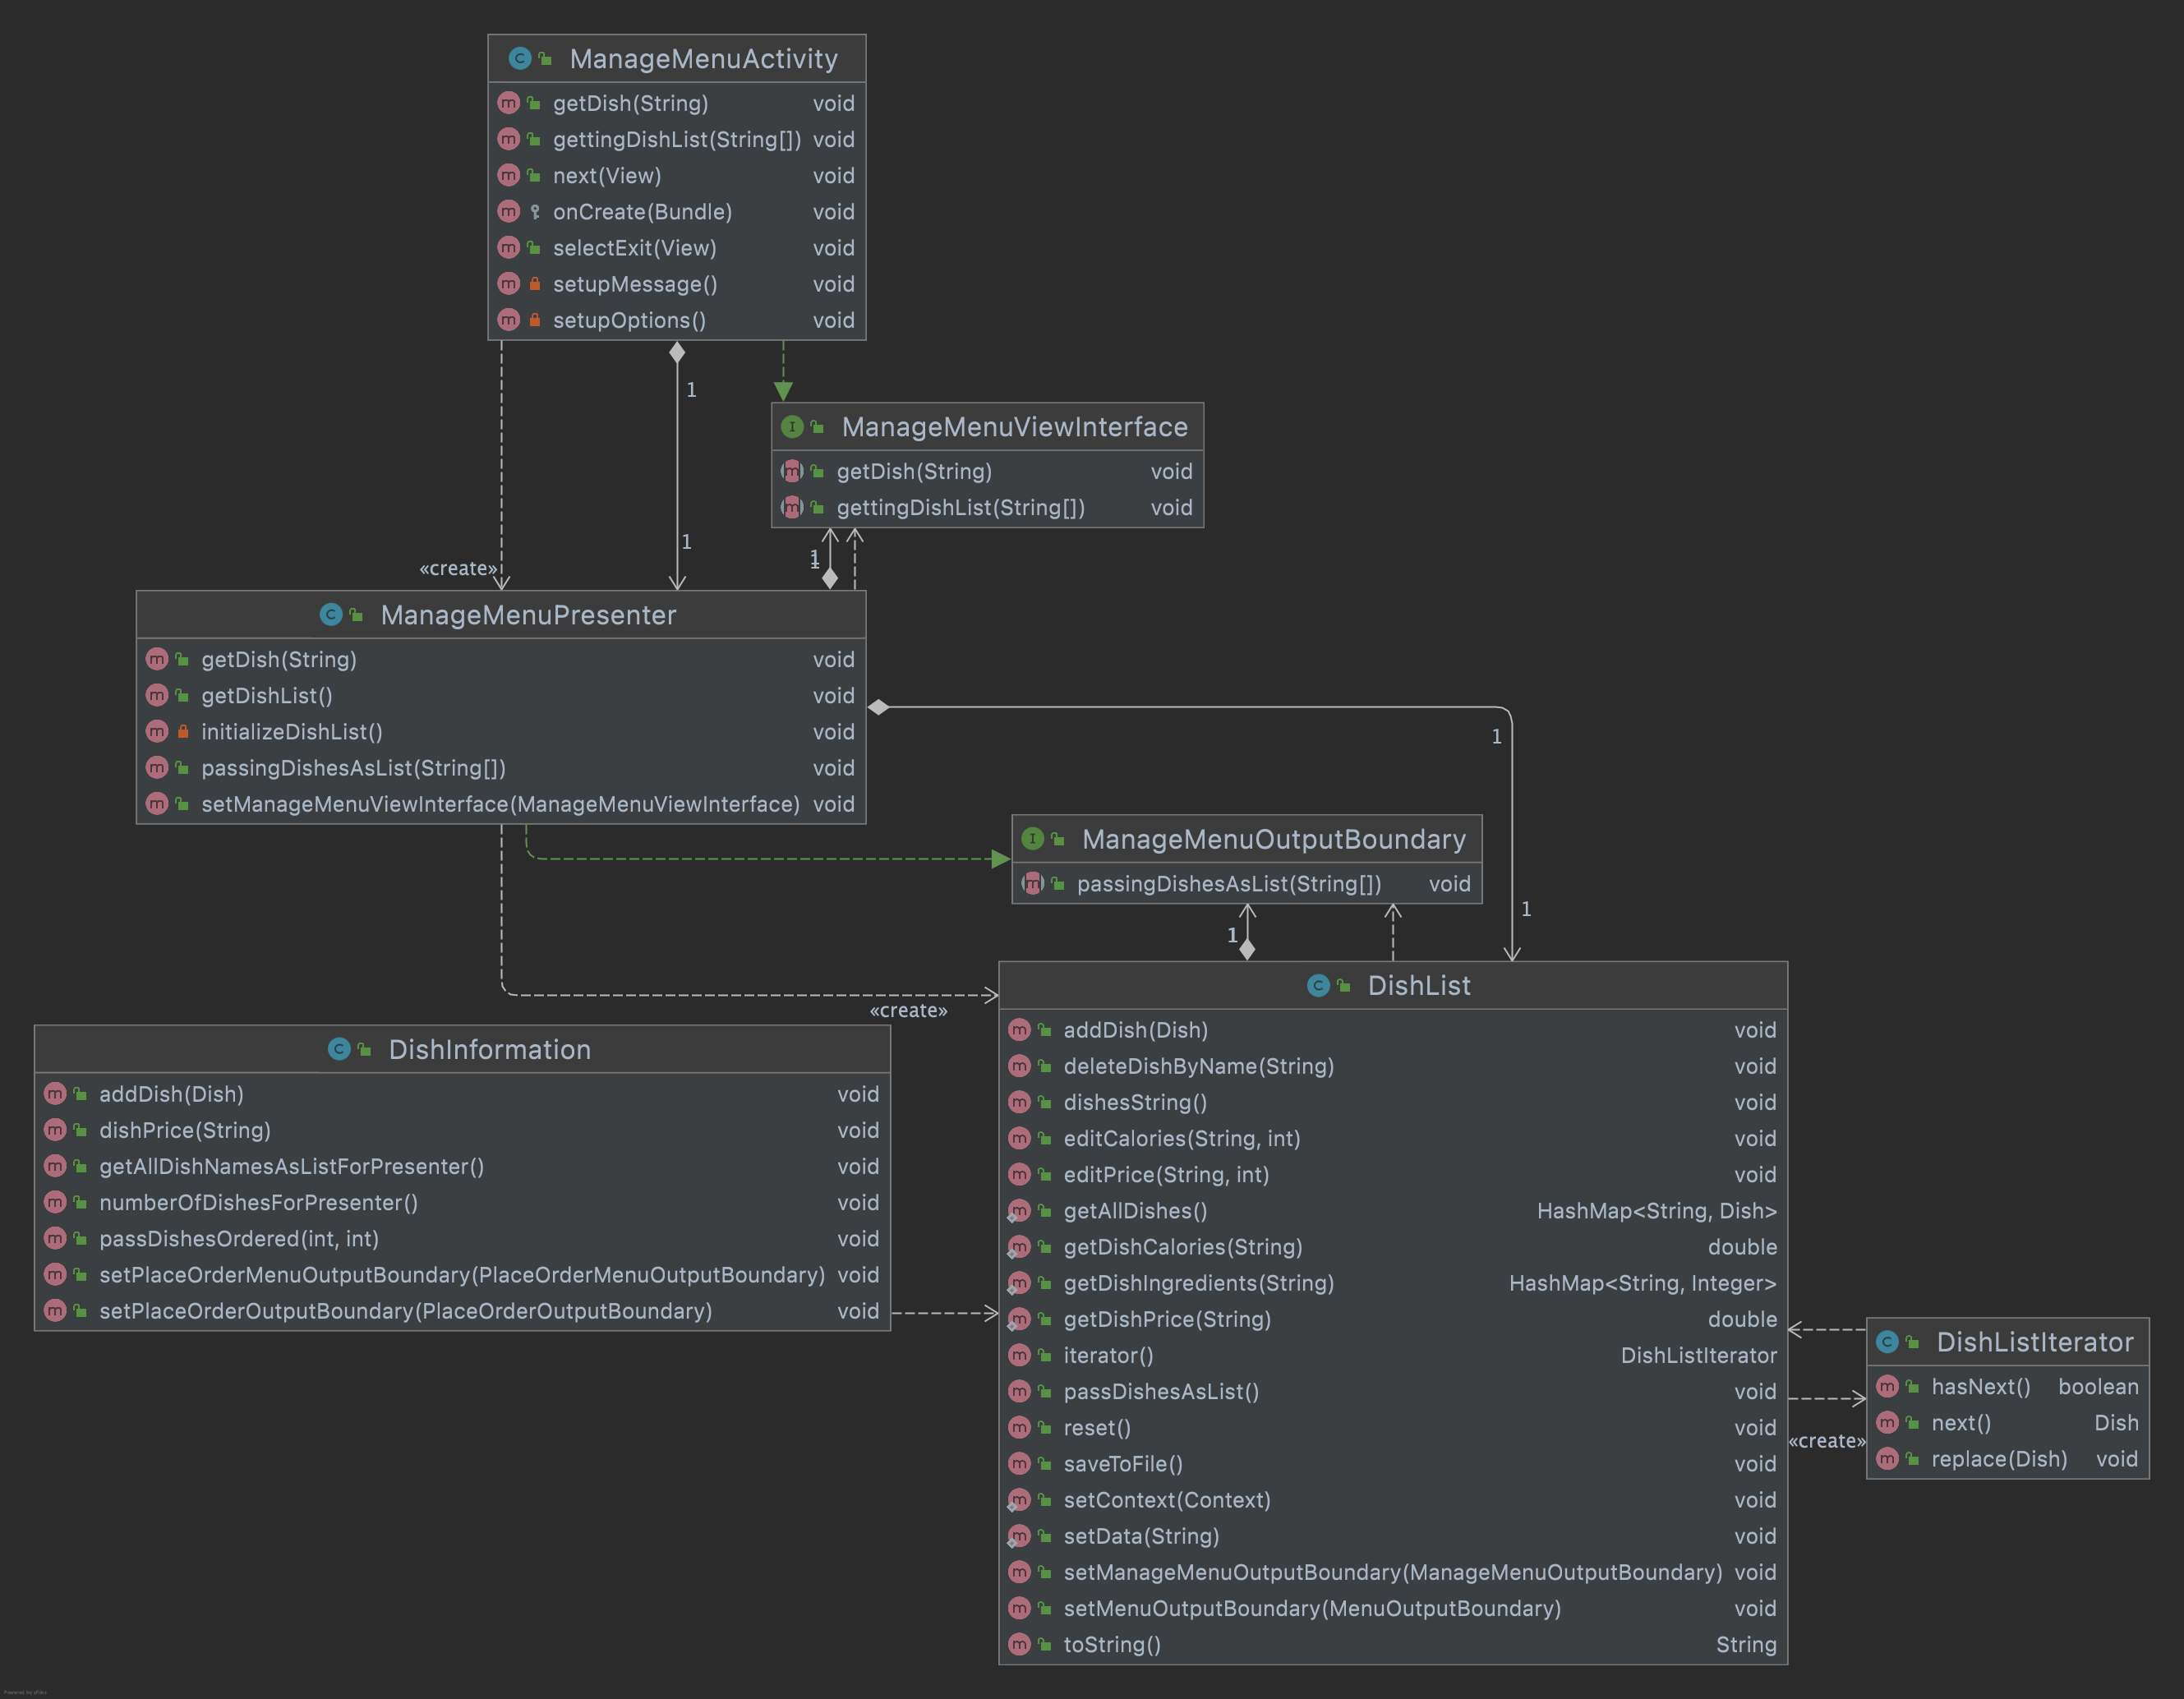 ManageMenuActivity
getDish(String) void
gettingDishList(String[]) void
next(View) void
onCreate(Bundle) void
selectExit(View) void
setupMessage() void
setupOptions() void
1
1
«create»
ManageMenuViewInterface
getDish(String) void
gettingDishList(String[]) void
1
1
ManageMenuPresenter
getDish(String) void
getDishList() void
initializeDishList() void
passingDishesAsList(String[]) void
setManageMenuViewInterface(ManageMenuViewInterface) void
1
1
«create»
ManageMenuOutputBoundary
passingDishesAsList(String[]) void
1
DishInformation
addDish(Dish) void
dishPrice(String) void
getAllDishNamesAsListForPresenter() void
numberOfDishesForPresenter() void
passDishesOrdered(int, int) void
setPlaceOrderMenuOutputBoundary(PlaceOrderMenuOutputBoundary) void
setPlaceOrderOutputBoundary(PlaceOrderOutputBoundary) void
DishList
addDish(Dish) void
deleteDishByName(String) void
dishesString() void
editCalories(String, int) void
editPrice(String, int) void
getAllDishes() HashMap<String, Dish>
getDishCalories(String) double
getDishIngredients(String) HashMap<String, Integer>
getDishPrice(String) double
iterator() DishListIterator
passDishesAsList() void
reset() void
saveToFile() void
setContext(Context) void
setData(String) void
setManageMenuOutputBoundary(ManageMenuOutputBoundary) void
setMenuOutputBoundary(MenuOutputBoundary) void
toString() String
«create»
DishListIterator
hasNext() boolean
next() Dish
replace(Dish) void
Powered by yFiles